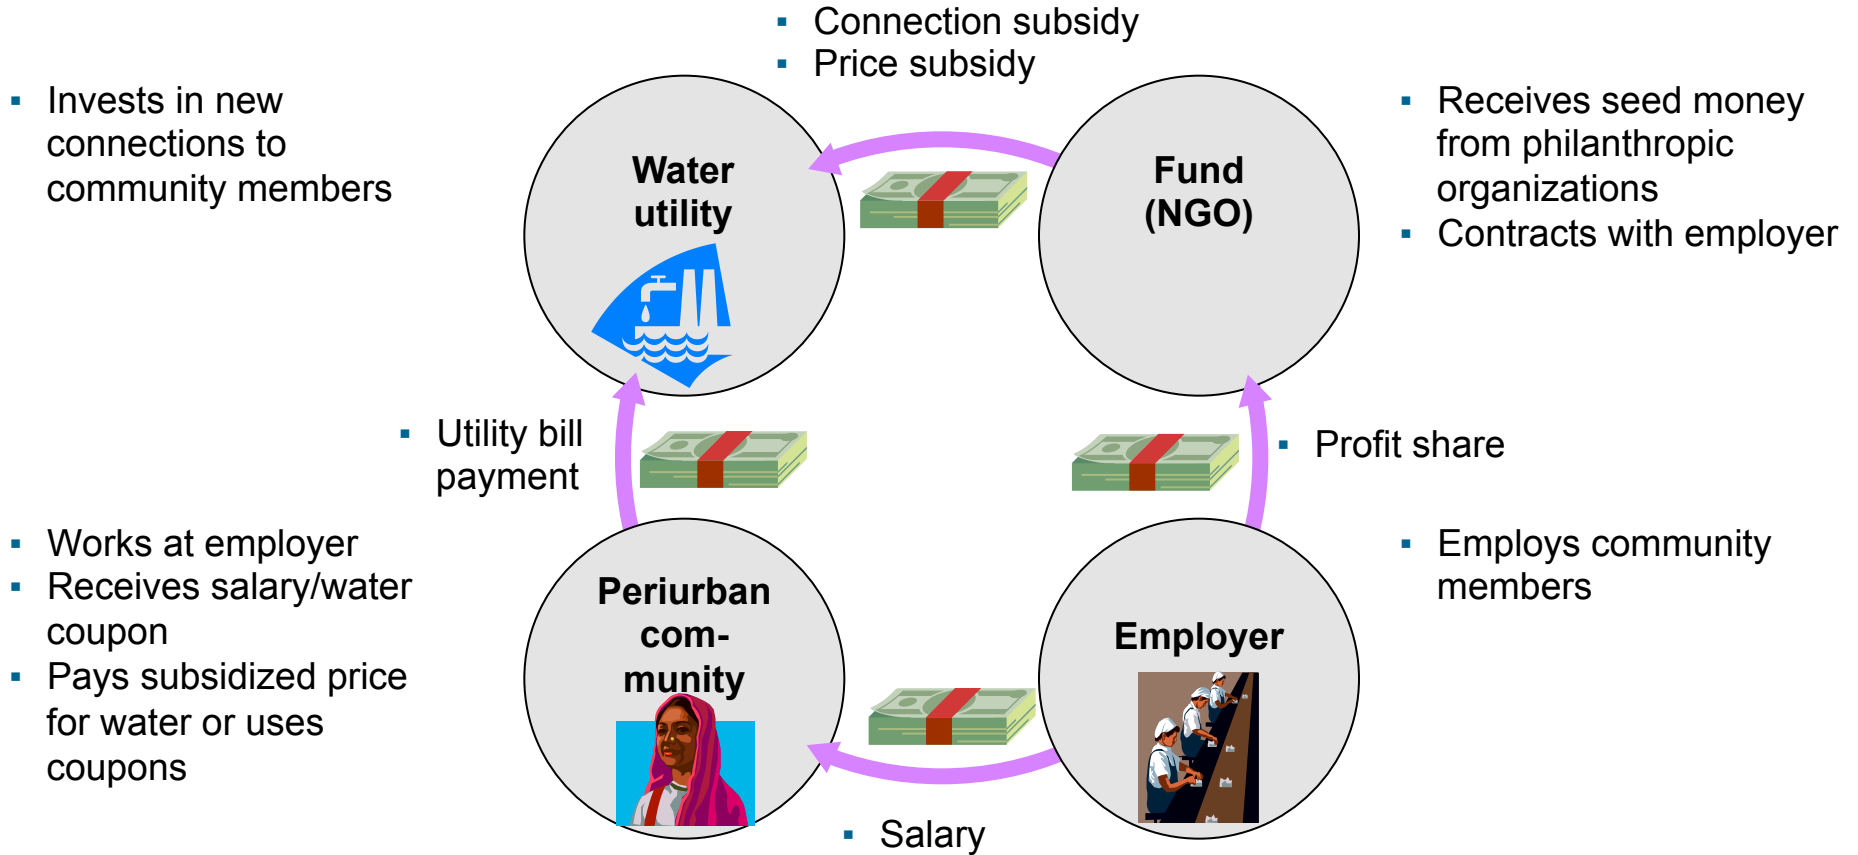 ▪ Connection subsidy
▪ Price subsidy
▪ Invests in new
connections to
community members
Water
utility
Fund
(NGO)
▪ Receives seed money
from philanthropic
organizations
▪ Contracts with employer
▪ Utility bill
payment
▪ Profit share
▪ Works at employer
▪ Receives salary/water
coupon
▪ Pays subsidized price
for water or uses
coupons
Periurban
com-
munity
Employer
▪ Employs community
members
▪ Salary